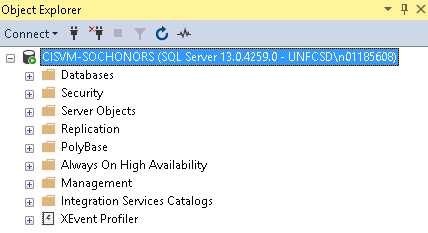 Object Explorer
Connect
CISVM-SOCHONORS (SQL Server 13.0.4259.0 - UNFCSD\n01185608)
Databases
Security
Server Objects
Replication
PolyBase
Always On High Availability
Management
Integration Services Catalogs
XEvent Profiler